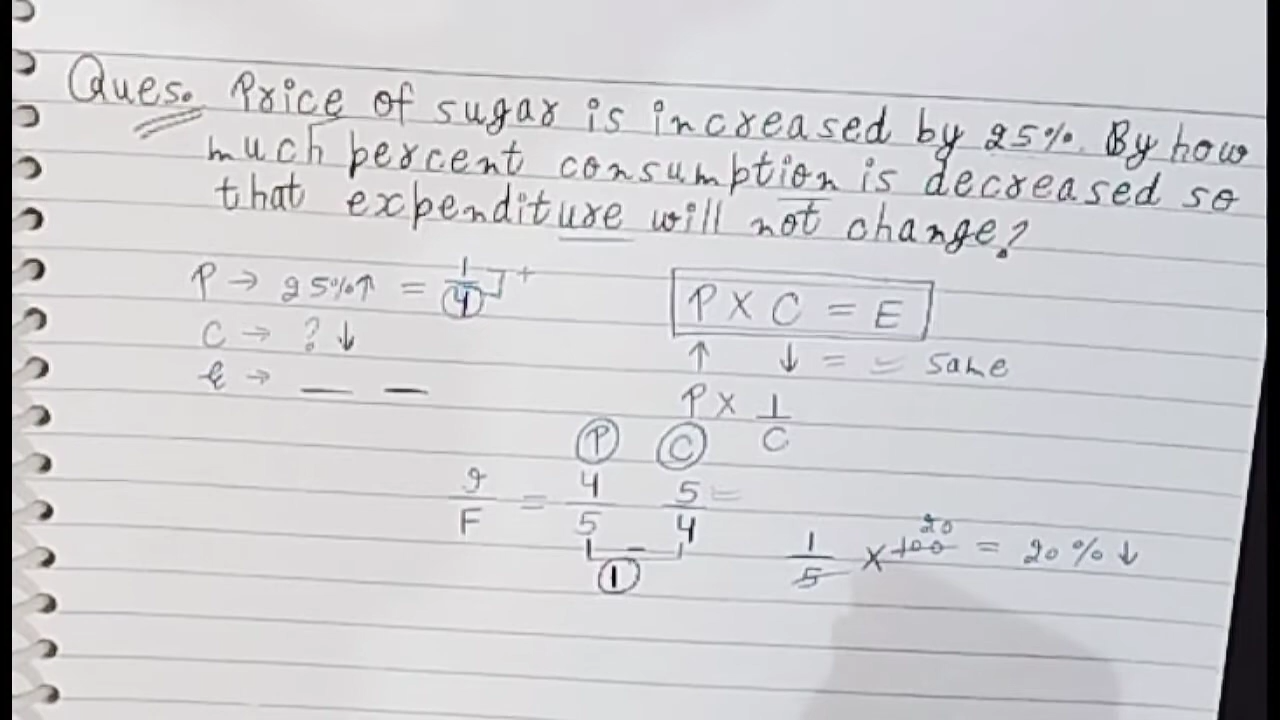 Ques. Price of sugar is increased by 25%. By how
much percent consumption is decreased so
that expenditure will not change?
P → 25%↑ = 1/4 +
P × C = E
C → ? ↓
↑ ↓ = = same
E → — —
P × 1/C
P C
I/F = 4/5 5/4 =
1
1/5 × 100 20 = 20% ↓